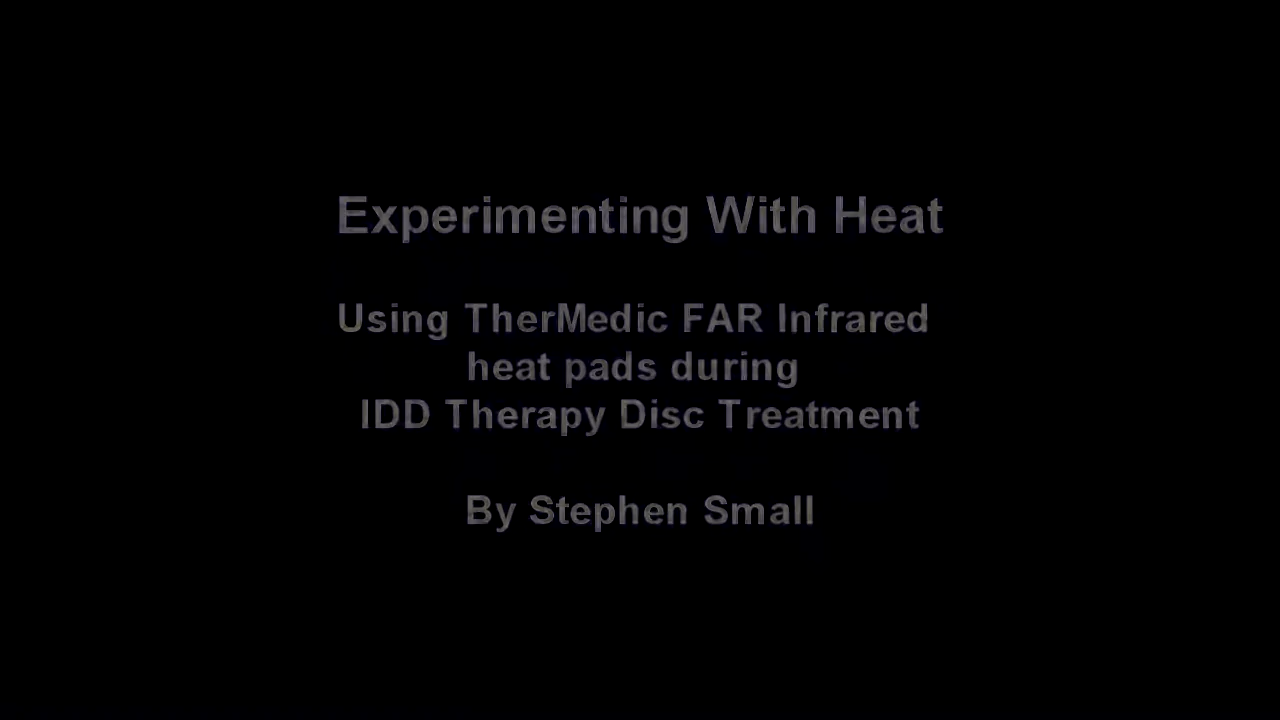 Experimenting With Heat
Using TherMedic FAR Infrared
heat pads during
IDD Therapy Disc Treatment
By Stephen Small